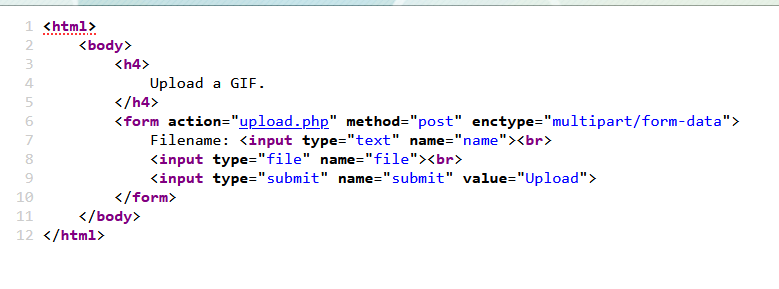 1 <html>
2 <body>
3 <h4>
4 Upload a GIF.
5 </h4>
6 <form action="upload.php" method="post" enctype="multipart/form-data">
7 Filename: <input type="text" name="name"><br>
8 <input type="file" name="file"><br>
9 <input type="submit" name="submit" value="Upload">
10 </form>
11 </body>
12 </html>